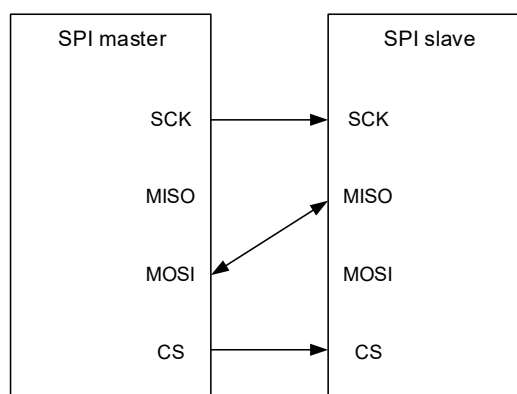 SPI master
SPI slave
SCK
SCK
MISO
MISO
MOSI
MOSI
CS
CS